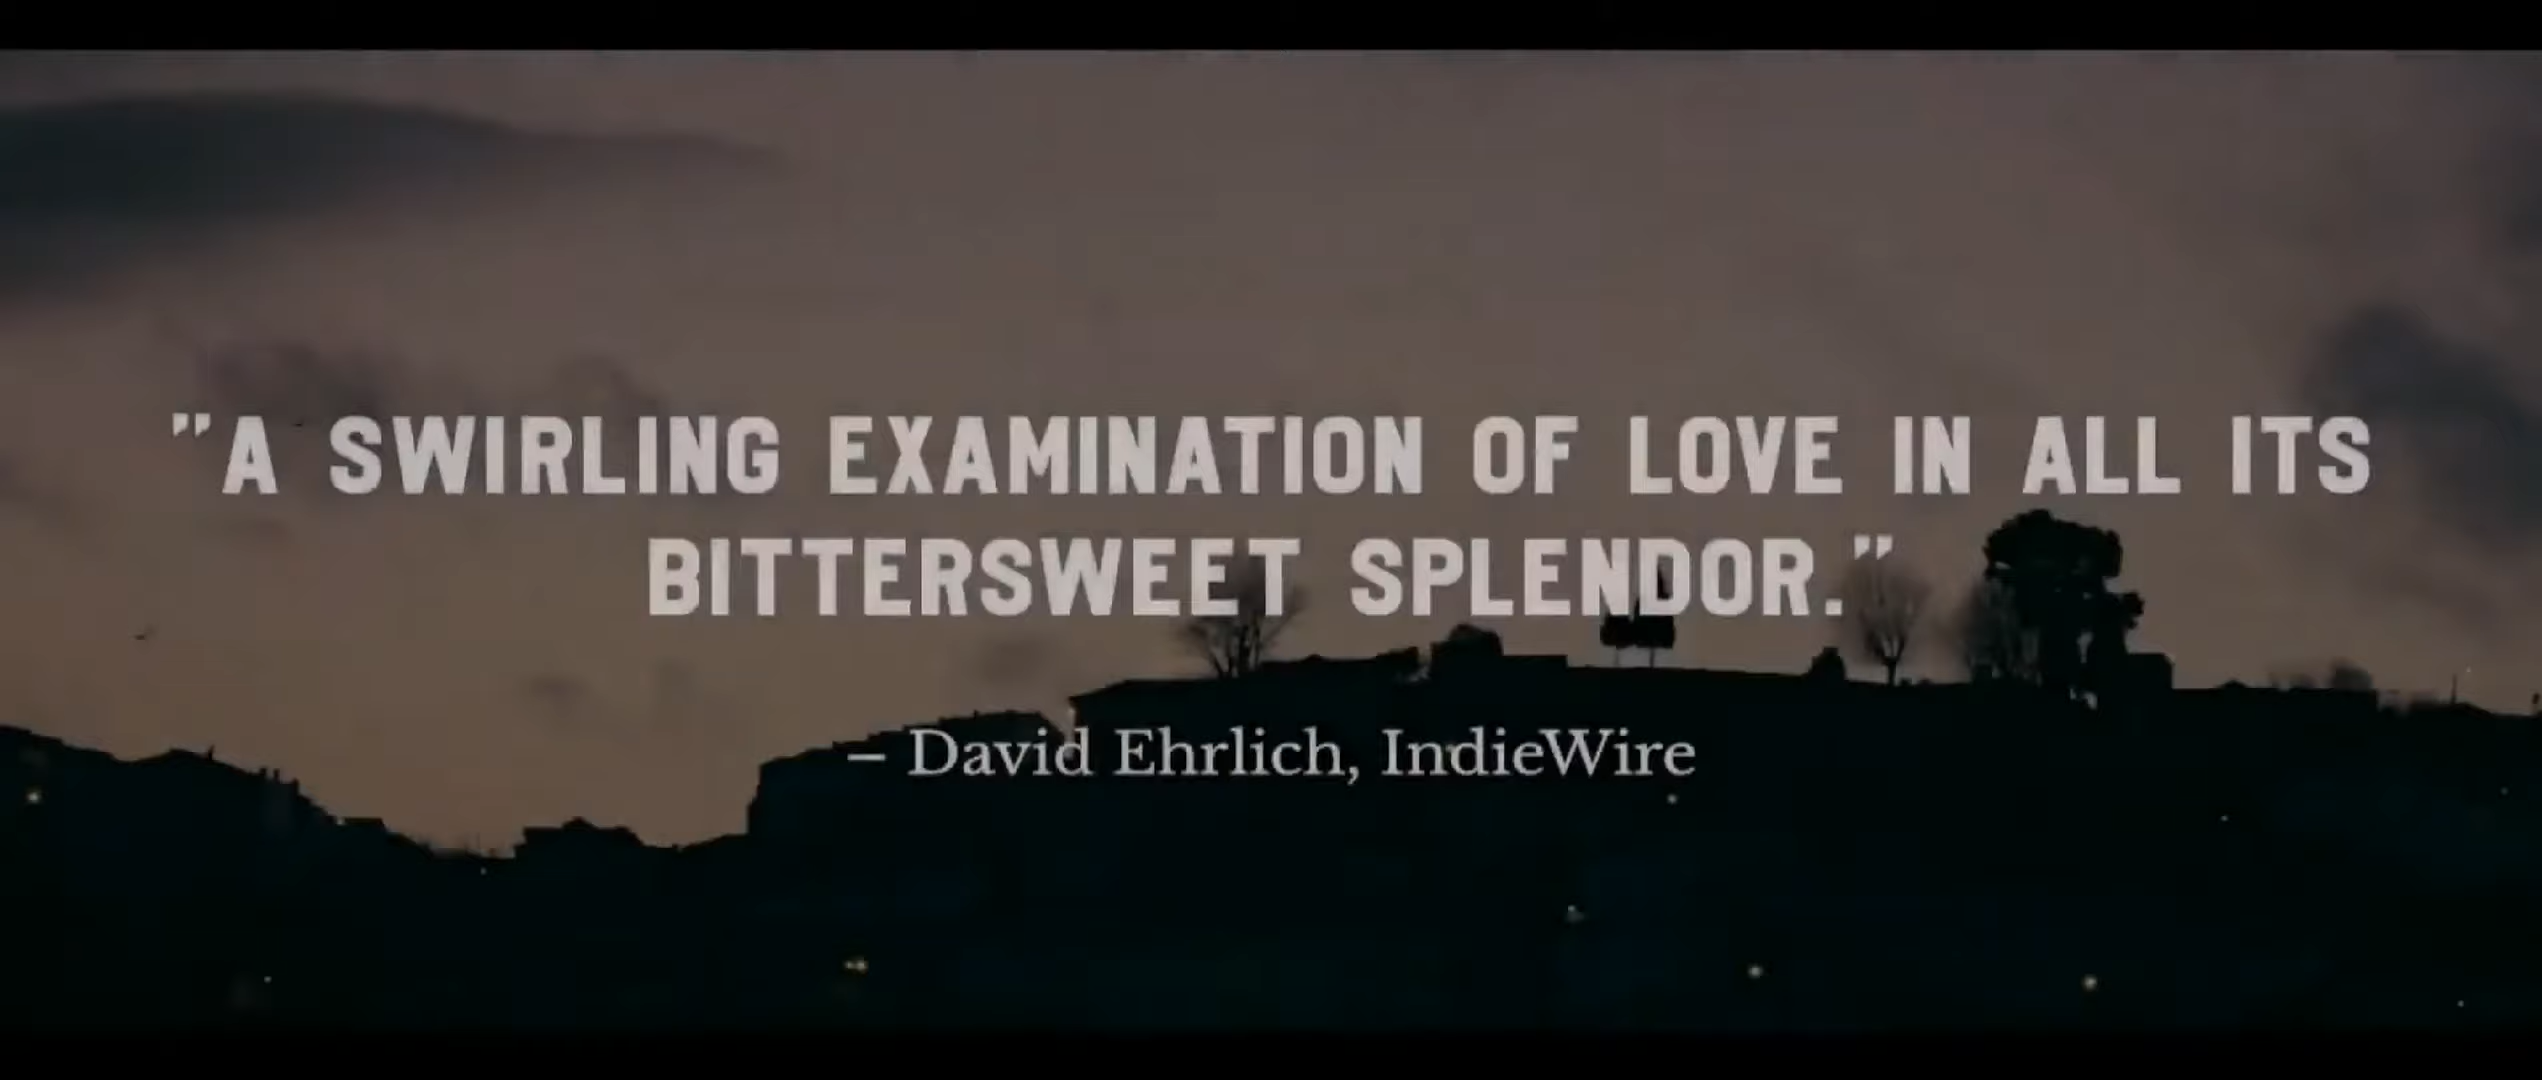 "A SWIRLING EXAMINATION OF LOVE IN ALL ITS
BITTERSWEET SPLENDOR."
– David Ehrlich, IndieWire